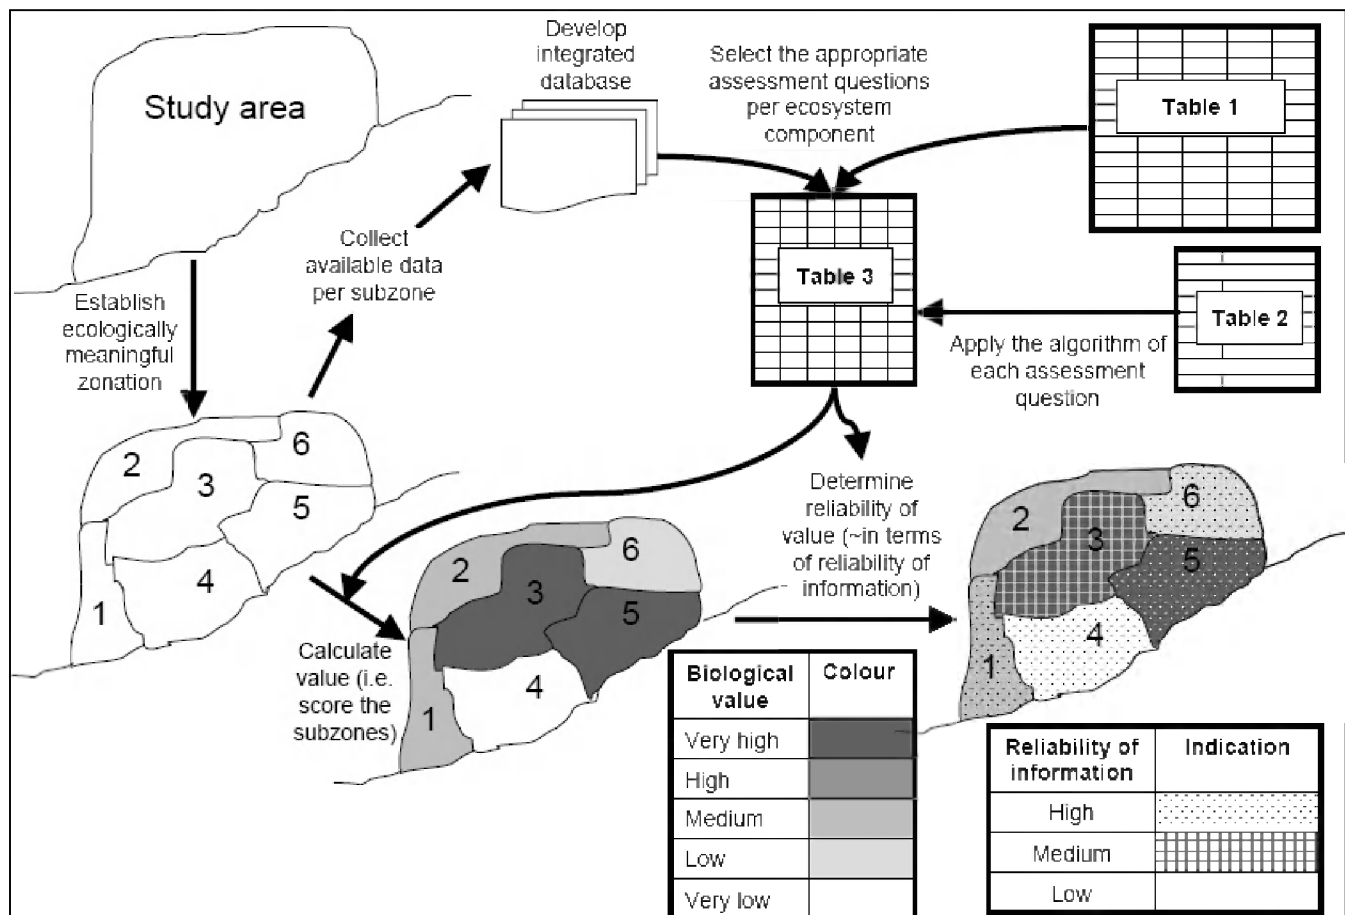 Study area
Develop
integrated
database
Select the appropriate
assessment questions
per ecosystem
component
Table 1
Collect
available data
per subzone
Table 3
Table 2
Establish
ecologically
meaningful
zonation
Apply the algorithm of
each assessment
question
1
2
3
4
5
6
Determine
reliability of
value (~in terms
of reliability of
information)
Calculate
value (i.e.
score the
subzones)
1
2
3
4
5
6
1
2
3
4
5
6
Biological
value
Colour
Very high
High
Medium
Low
Very low
Reliability of
information
Indication
High
Medium
Low